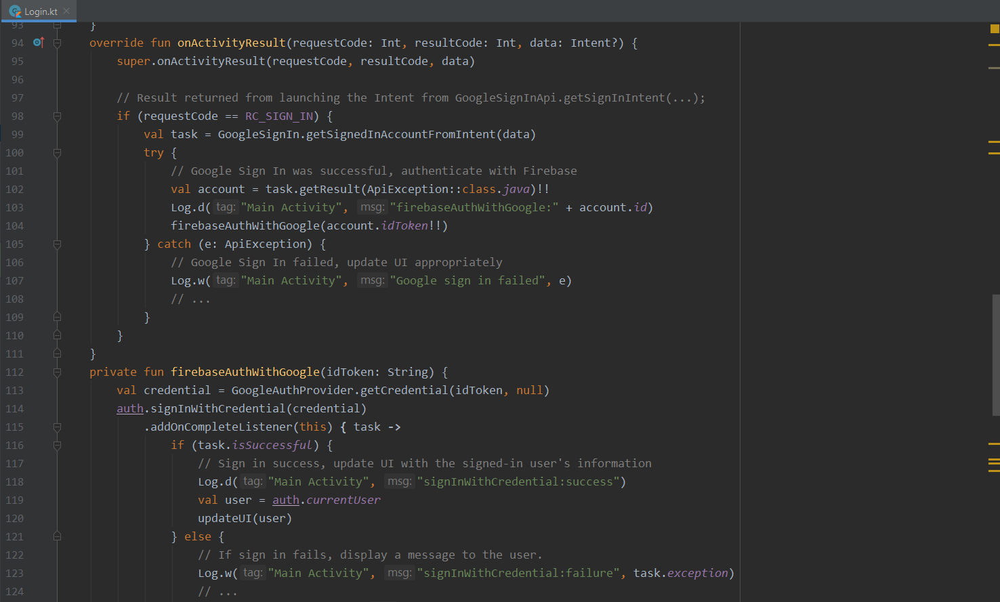 Login.kt
93 }
94 override fun onActivityResult(requestCode: Int, resultCode: Int, data: Intent?) {
95 super.onActivityResult(requestCode, resultCode, data)
96
97 // Result returned from launching the Intent from GoogleSignInApi.getSignInIntent(...);
98 if (requestCode == RC_SIGN_IN) {
99 val task = GoogleSignIn.getSignedInAccountFromIntent(data)
100 try {
101 // Google Sign In was successful, authenticate with Firebase
102 val account = task.getResult(ApiException::class.java)!!
103 Log.d( tag: "Main Activity", msg: "firebaseAuthWithGoogle:" + account.id)
104 firebaseAuthWithGoogle(account.idToken!!)
105 } catch (e: ApiException) {
106 // Google Sign In failed, update UI appropriately
107 Log.w( tag: "Main Activity", msg: "Google sign in failed", e)
108 // ...
109 }
110 }
111 }
112 private fun firebaseAuthWithGoogle(idToken: String) {
113 val credential = GoogleAuthProvider.getCredential(idToken, null)
114 auth.signInWithCredential(credential)
115 .addOnCompleteListener(this) { task ->
116 if (task.isSuccessful) {
117 // Sign in success, update UI with the signed-in user's information
118 Log.d( tag: "Main Activity", msg: "signInWithCredential:success")
119 val user = auth.currentUser
120 updateUI(user)
121 } else {
122 // If sign in fails, display a message to the user.
123 Log.w( tag: "Main Activity", msg: "signInWithCredential:failure", task.exception)
124 // ...